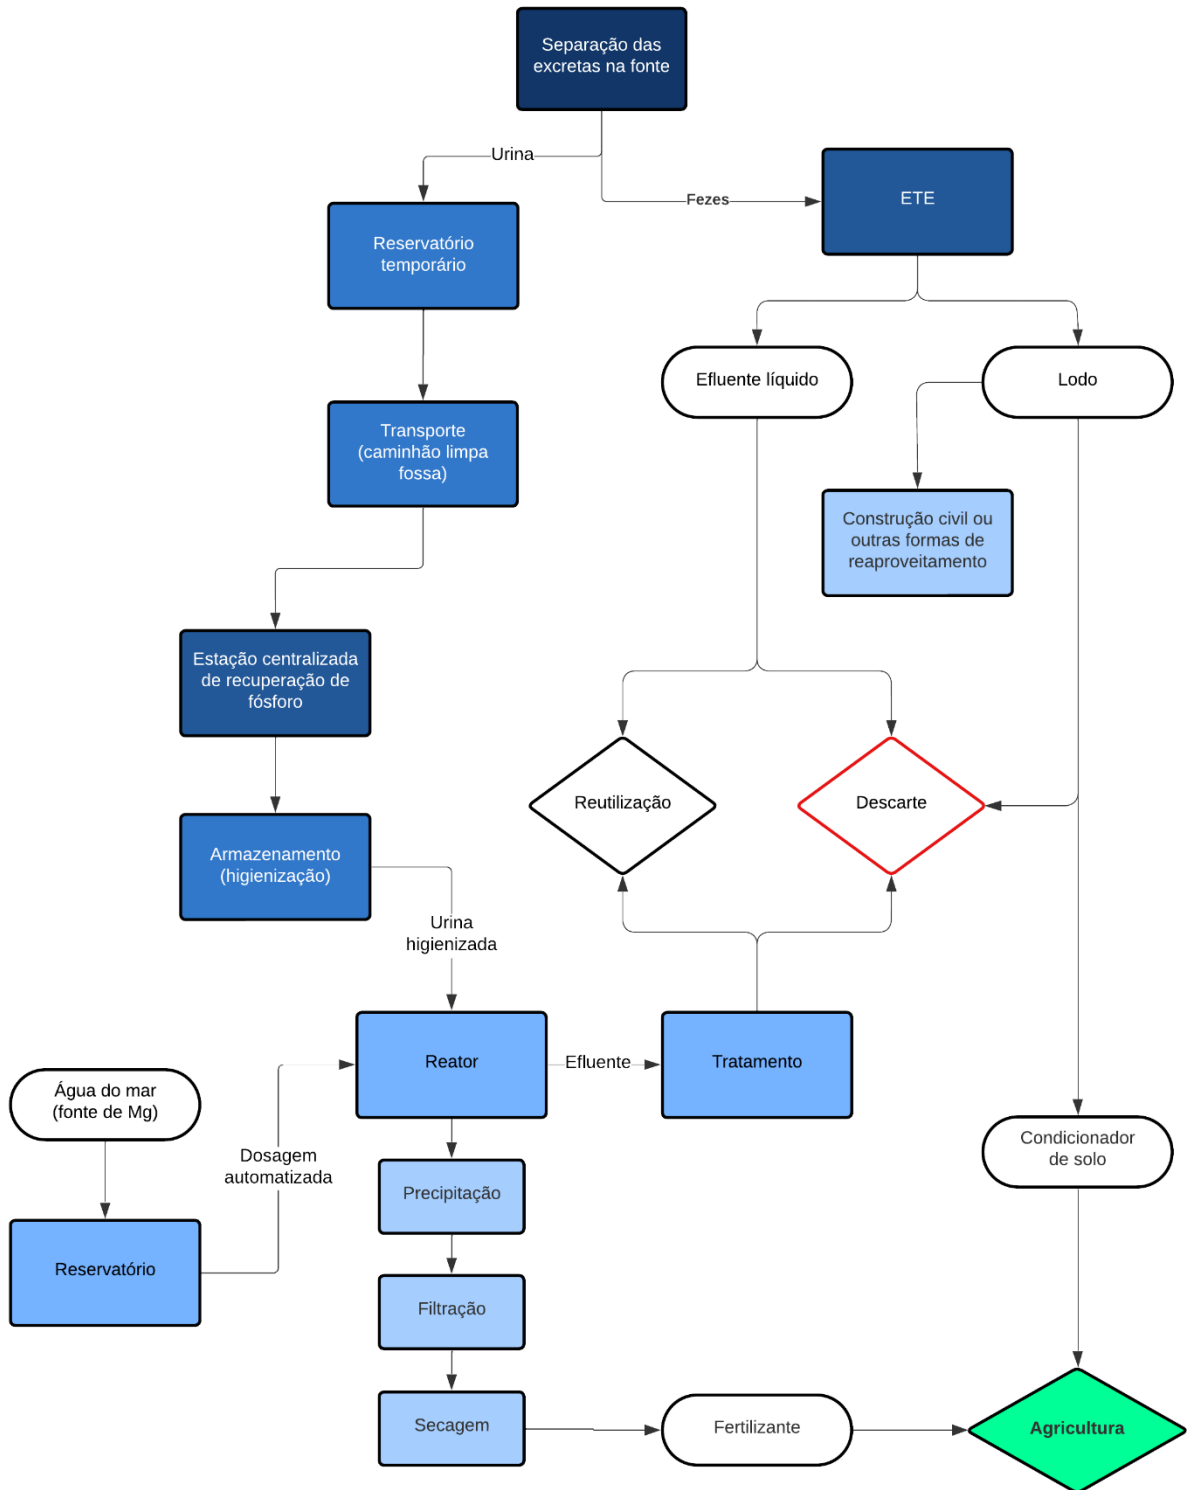 Separação das
excretas na fonte
Urina
Fezes
ETE
Reservatório
temporário
Efluente líquido
Lodo
Transporte
(caminhão limpa
fossa)
Construção civil ou
outras formas de
reaproveitamento
Estação centralizada
de recuperação de
fósforo
Reutilização
Descarte
Armazenamento
(higienização)
Urina
higienizada
Reator
Efluente
Tratamento
Água do mar
(fonte de Mg)
Dosagem
automatizada
Condicionador
de solo
Precipitação
Reservatório
Filtração
Secagem
Fertilizante
Agricultura